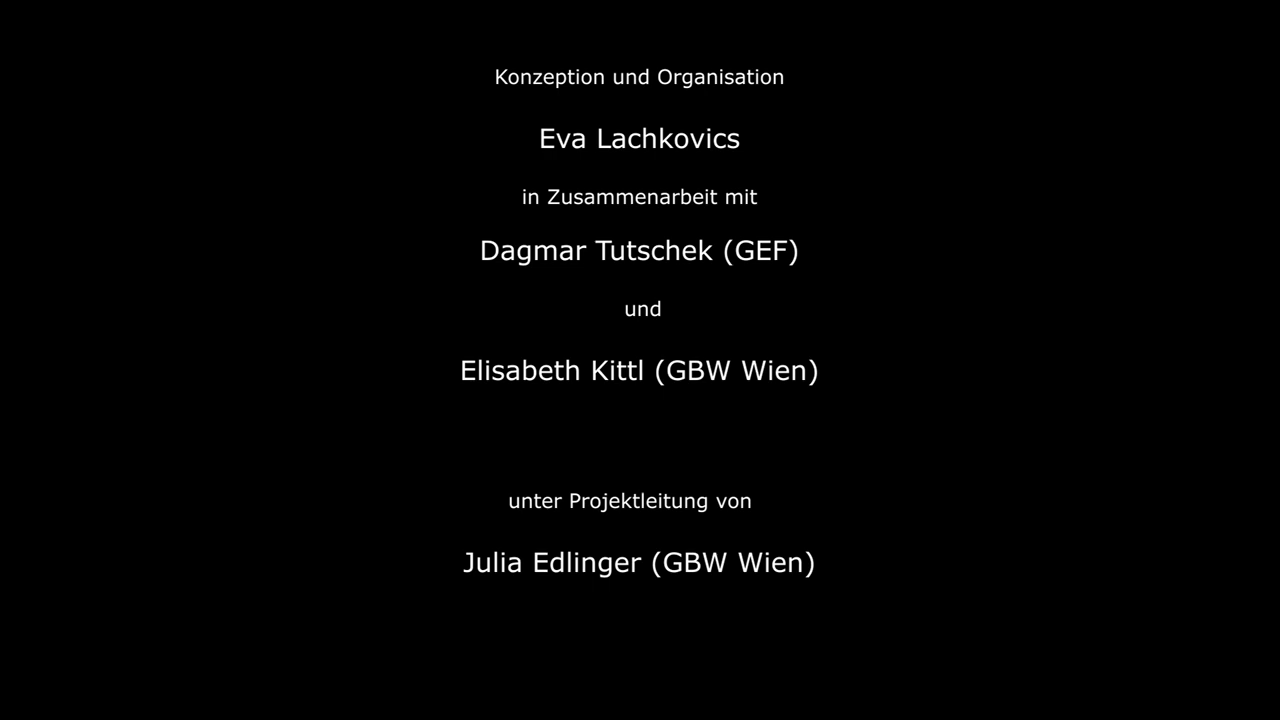 Konzeption und Organisation
Eva Lachkovics
in Zusammenarbeit mit
Dagmar Tutschek (GEF)
und
Elisabeth Kittl (GBW Wien)
unter Projektleitung von
Julia Edlinger (GBW Wien)